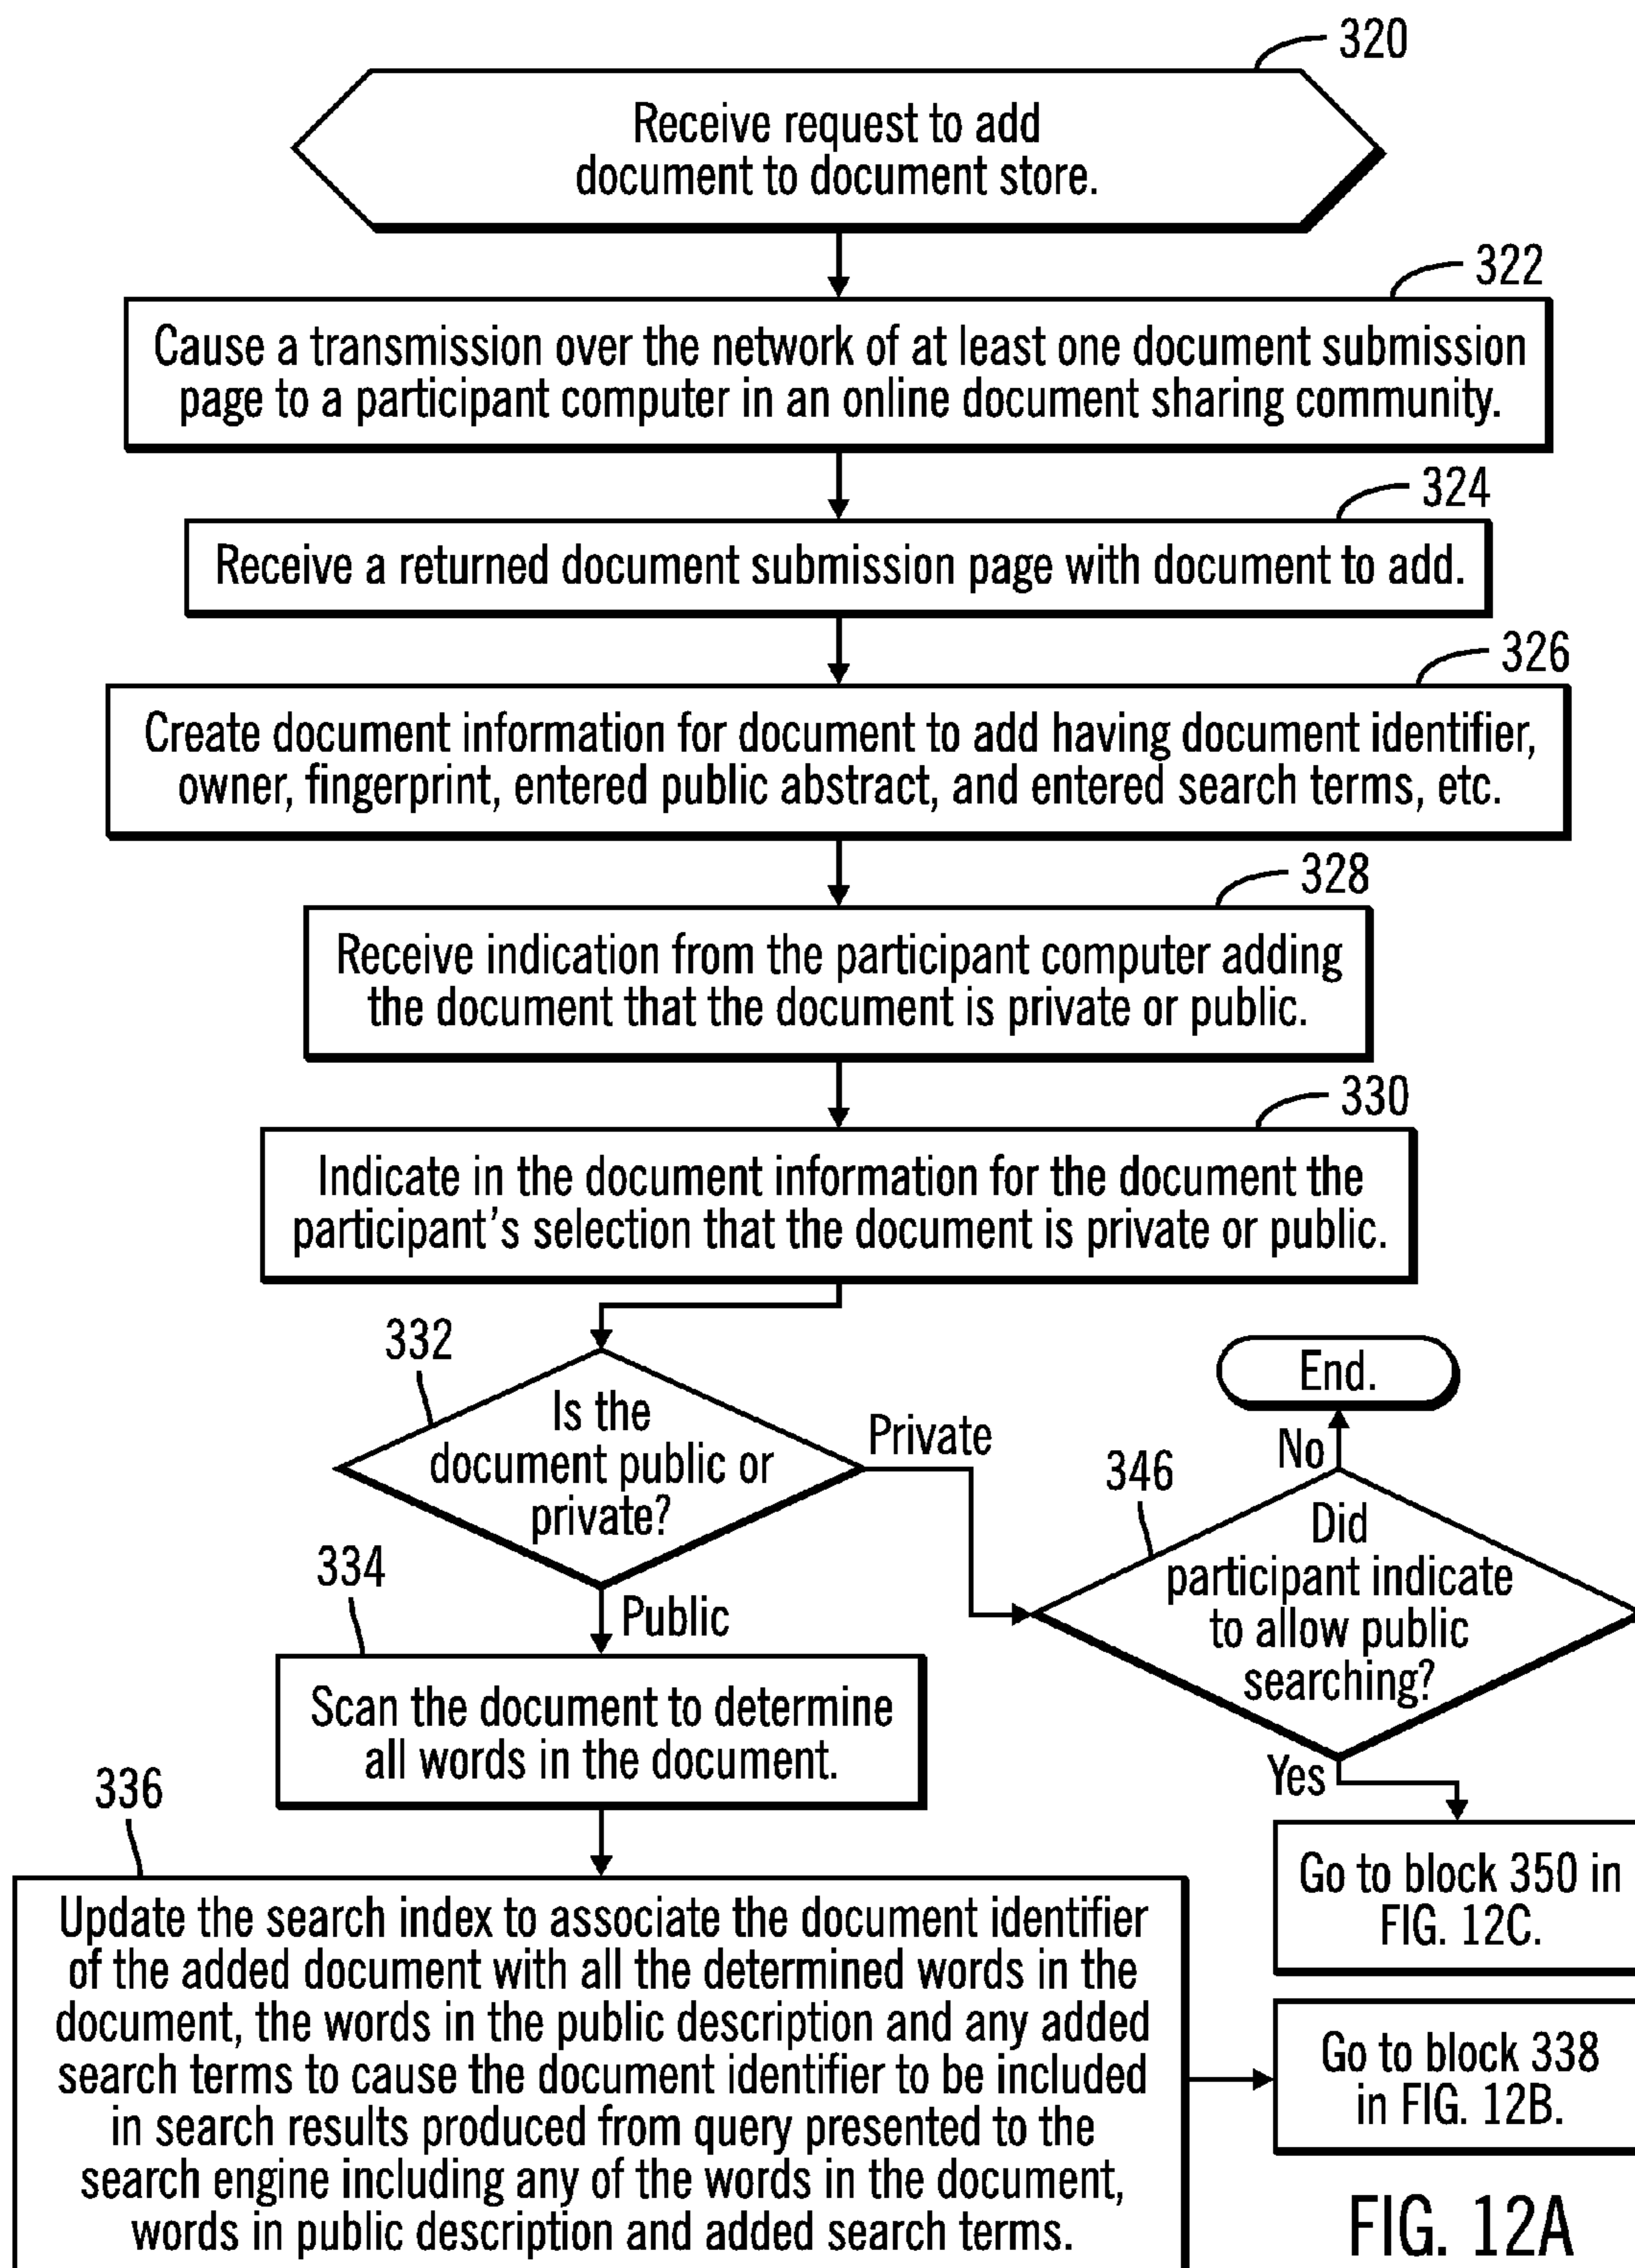 320
Receive request to add
document to document store.
322
Cause a transmission over the network of at least one document submission
page to a participant computer in an online document sharing community.
324
Receive a returned document submission page with document to add.
326
Create document information for document to add having document identifier,
owner, fingerprint, entered public abstract, and entered search terms, etc.
328
Receive indication from the participant computer adding
the document that the document is private or public.
330
Indicate in the document information for the document the
participant's selection that the document is private or public.
332
Is the
document public or
private?
Private
Public
End.
No
346
Did
participant indicate
to allow public
searching?
Yes
334
Scan the document to determine
all words in the document.
Go to block 350 in
FIG. 12C.
336
Update the search index to associate the document identifier
of the added document with all the determined words in the
document, the words in the public description and any added
search terms to cause the document identifier to be included
in search results produced from query presented to the
search engine including any of the words in the document,
words in public description and added search terms.
Go to block 338
in FIG. 12B.
FIG. 12A